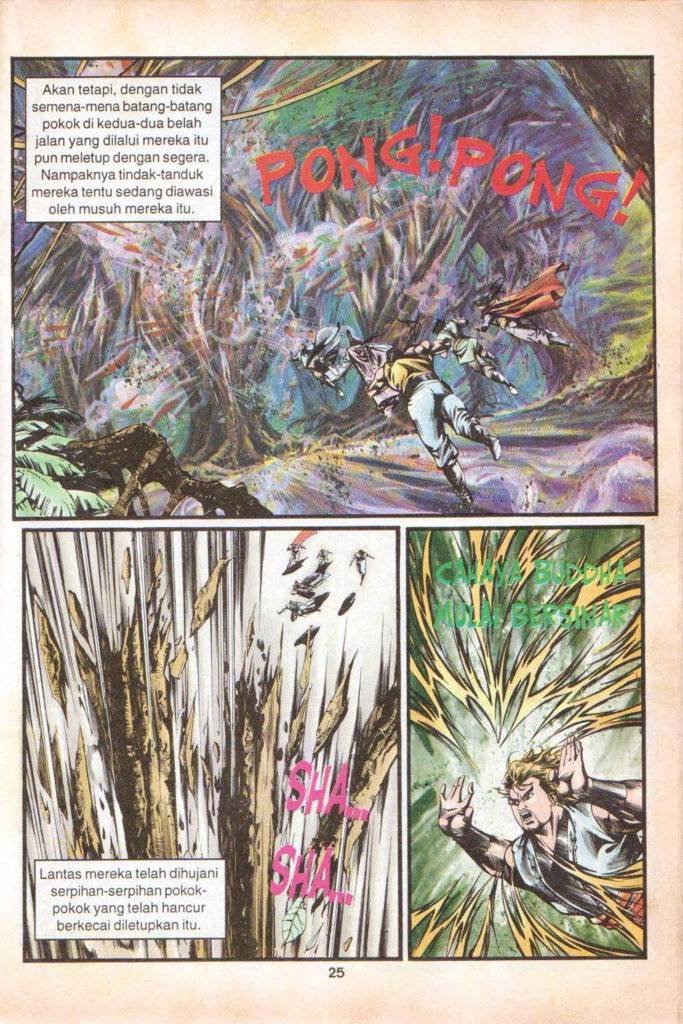 Akan tetapi, dengan tidak
semena-mena batang-batang
pokok di kedua-dua belah
jalan yang dilalui mereka itu
pun meletup dengan segera.
Nampaknya tindak-tanduk
mereka tentu sedang diawasi
oleh musuh mereka itu.
PONG! PONG!
SHA...
SHA...
Lantas mereka telah dihujani
serpihan-serpihan pokok-
pokok yang telah hancur
berkecai diletupkan itu.
CAHAYA BUDDHA
MULAI BERSINAR
25